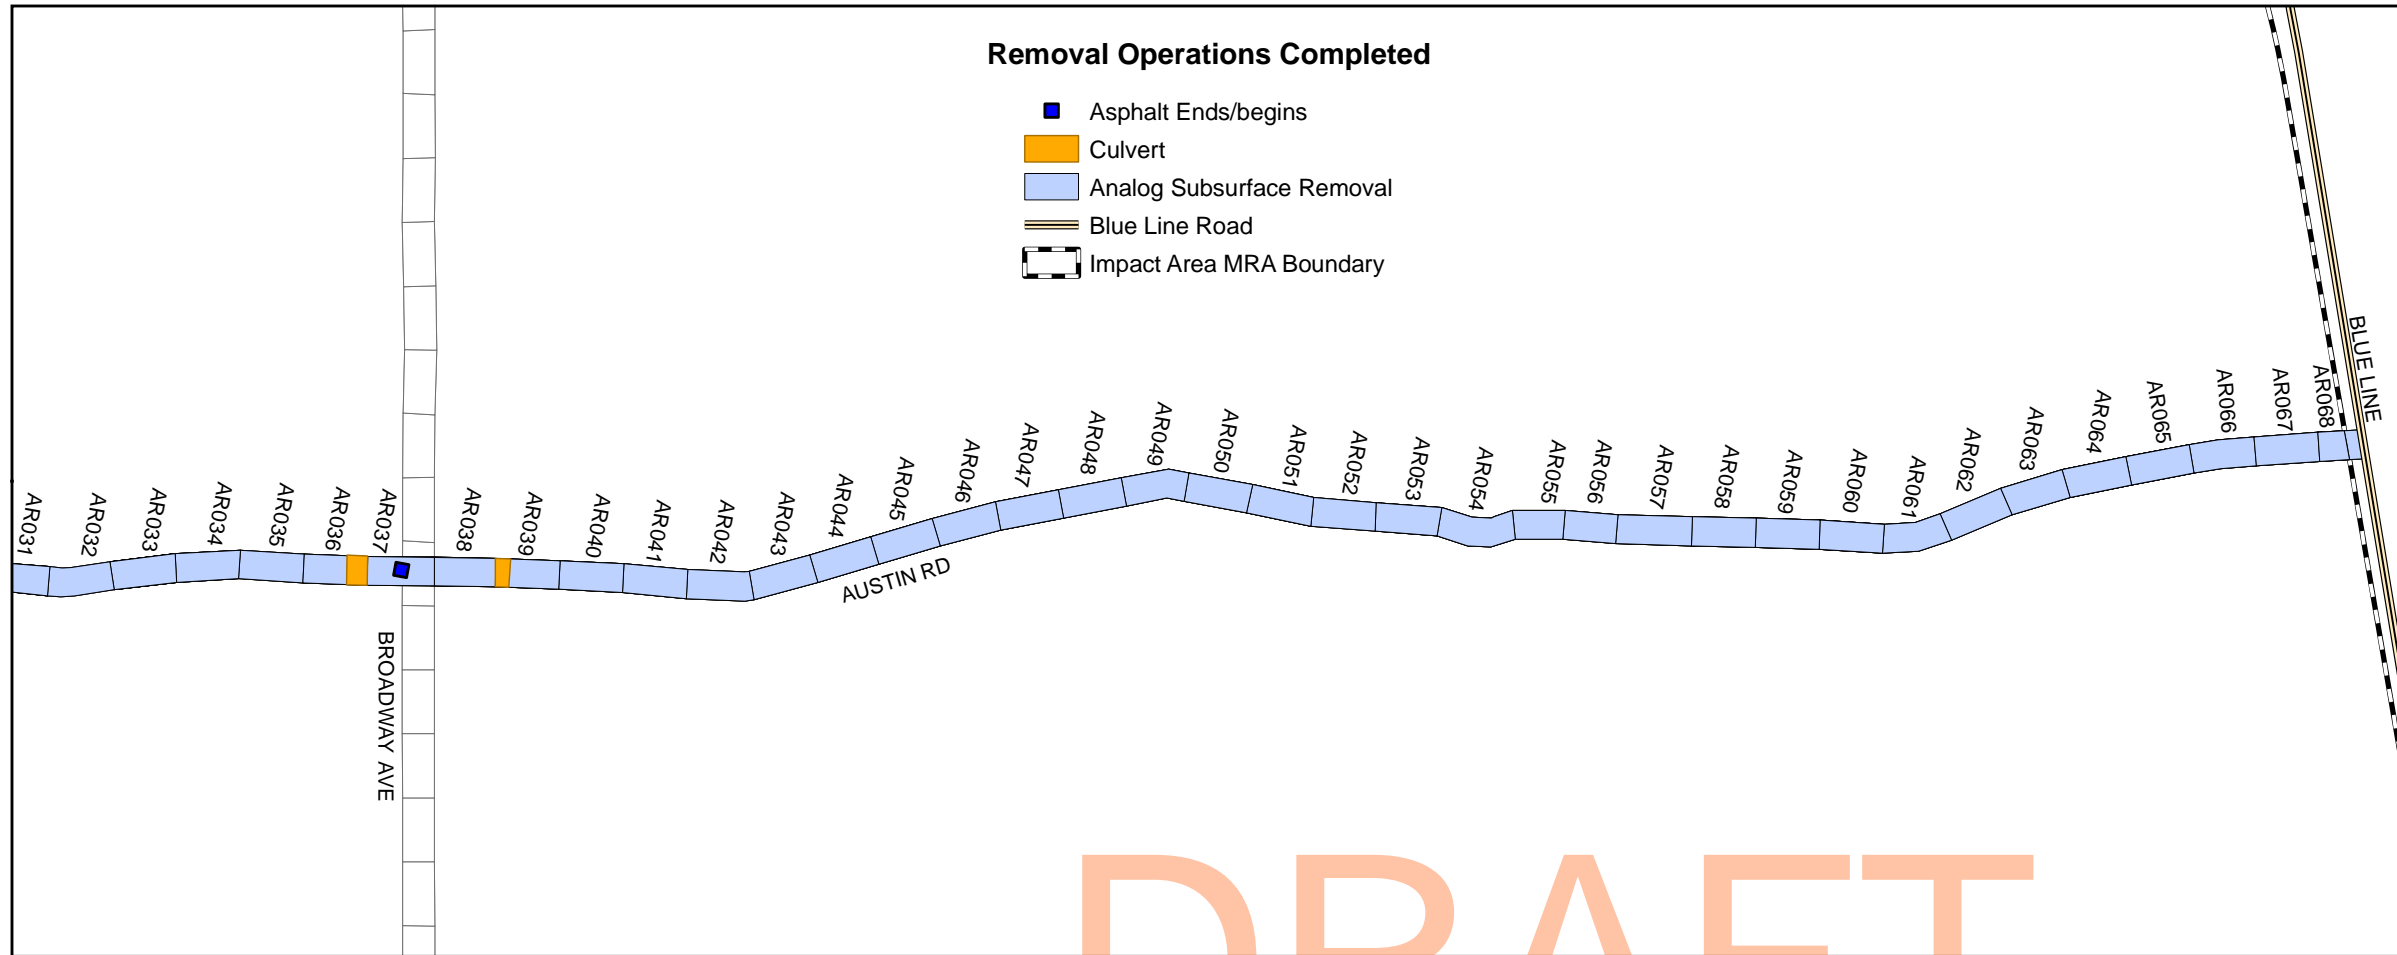 Removal Operations Completed
Asphalt Ends/begins
Culvert
Analog Subsurface Removal
Blue Line Road
Impact Area MRA Boundary
AR031
AR032
AR033
AR034
AR035
AR036
AR037
AR038
AR039
AR040
AR041
AR042
AR043
AR044
AR045
AR046
AR047
AR048
AR049
AR050
AR051
AR052
AR053
AR054
AR055
AR056
AR057
AR058
AR059
AR060
AR061
AR062
AR063
AR064
AR065
AR066
AR067
AR068
BLUE LINE
AUSTIN RD
BROADWAY AVE
DRAFT